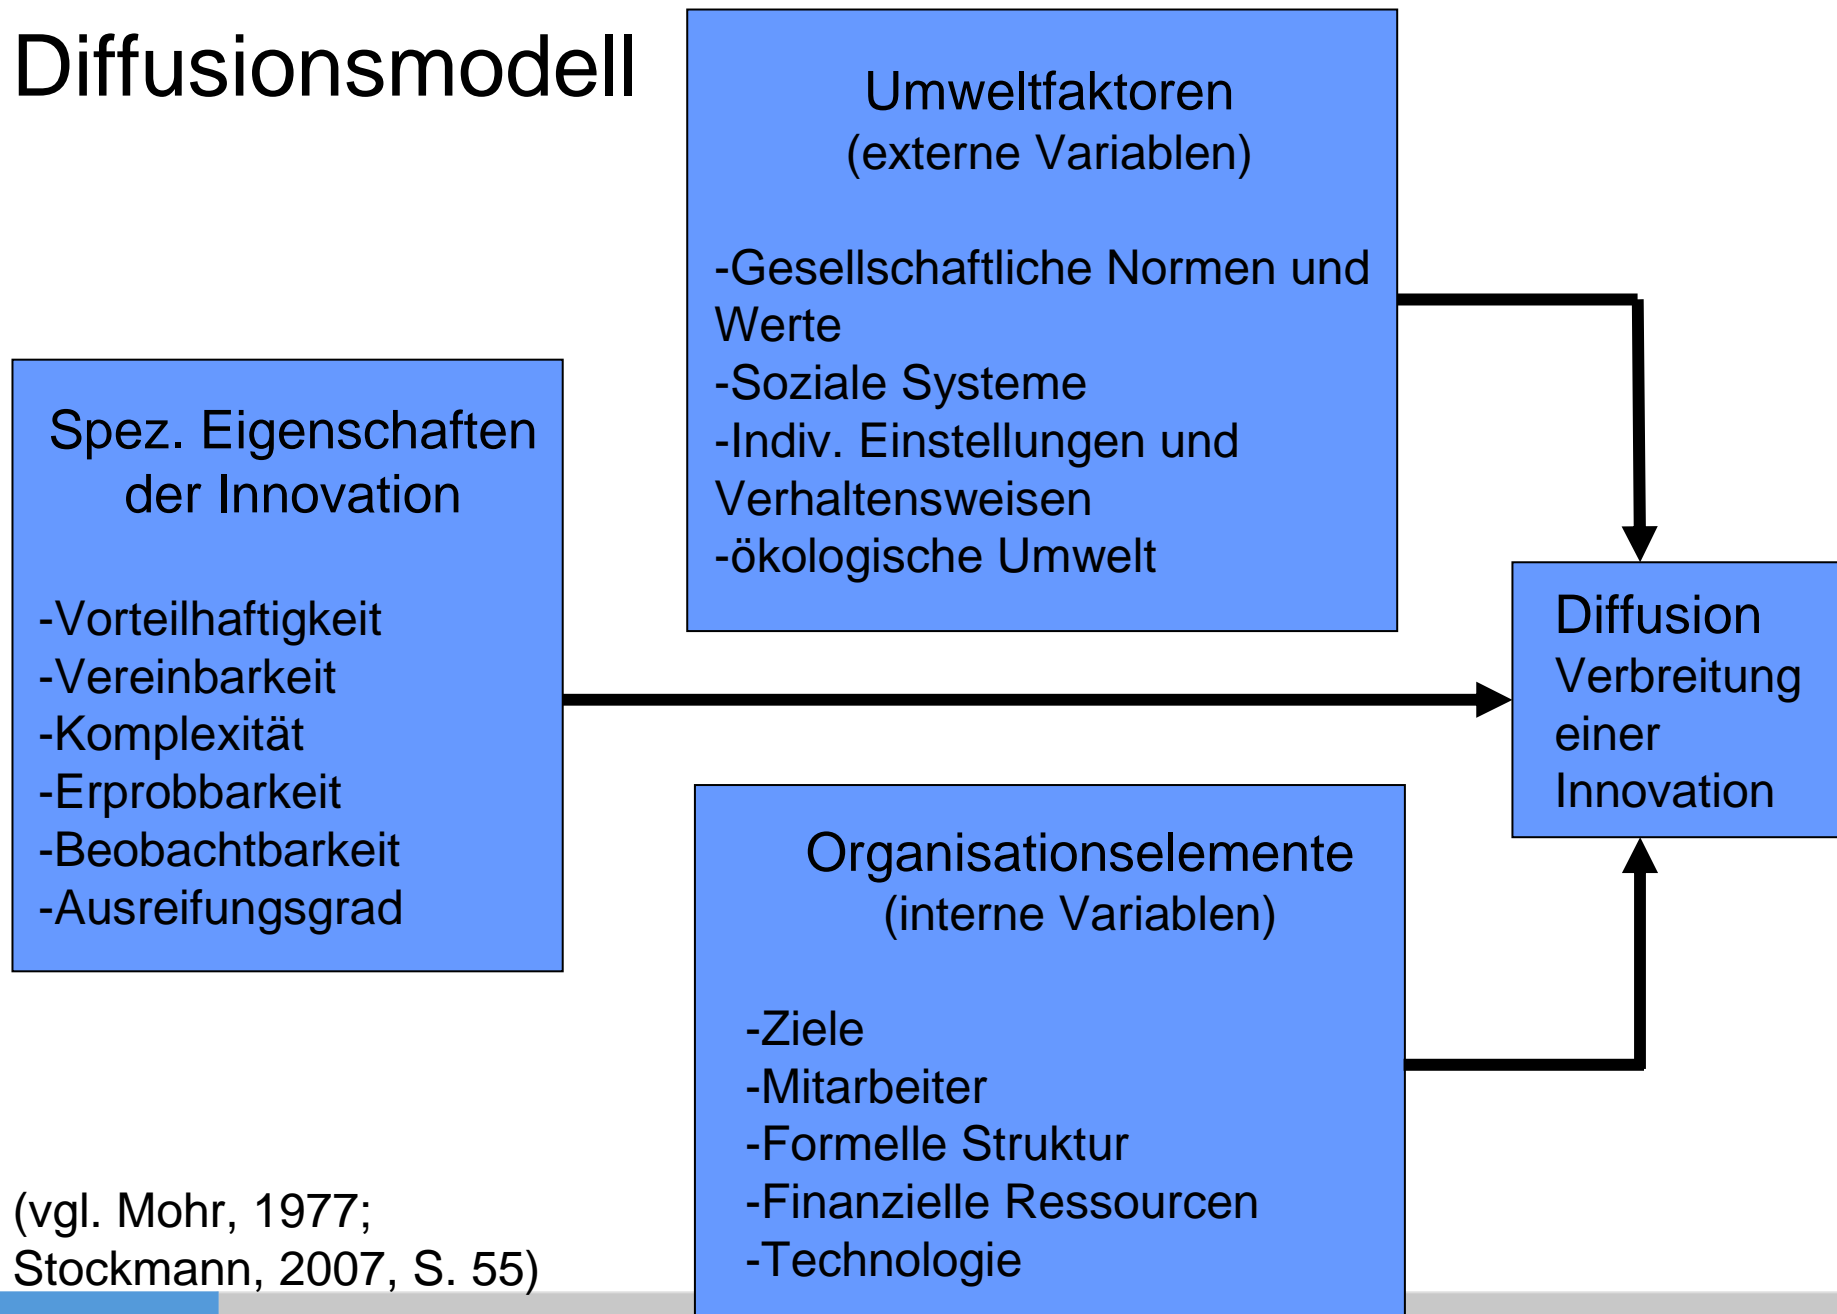 Diffusionsmodell
Umweltfaktoren
(externe Variablen)
-Gesellschaftliche Normen und
Werte
-Soziale Systeme
-Indiv. Einstellungen und
Verhaltensweisen
-ökologische Umwelt
Spez. Eigenschaften
der Innovation
-Vorteilhaftigkeit
-Vereinbarkeit
-Komplexität
-Erprobbarkeit
-Beobachtbarkeit
-Ausreifungsgrad
Diffusion
Verbreitung
einer
Innovation
Organisationselemente
(interne Variablen)
-Ziele
-Mitarbeiter
-Formelle Struktur
-Finanzielle Ressourcen
-Technologie
(vgl. Mohr, 1977;
Stockmann, 2007, S. 55)